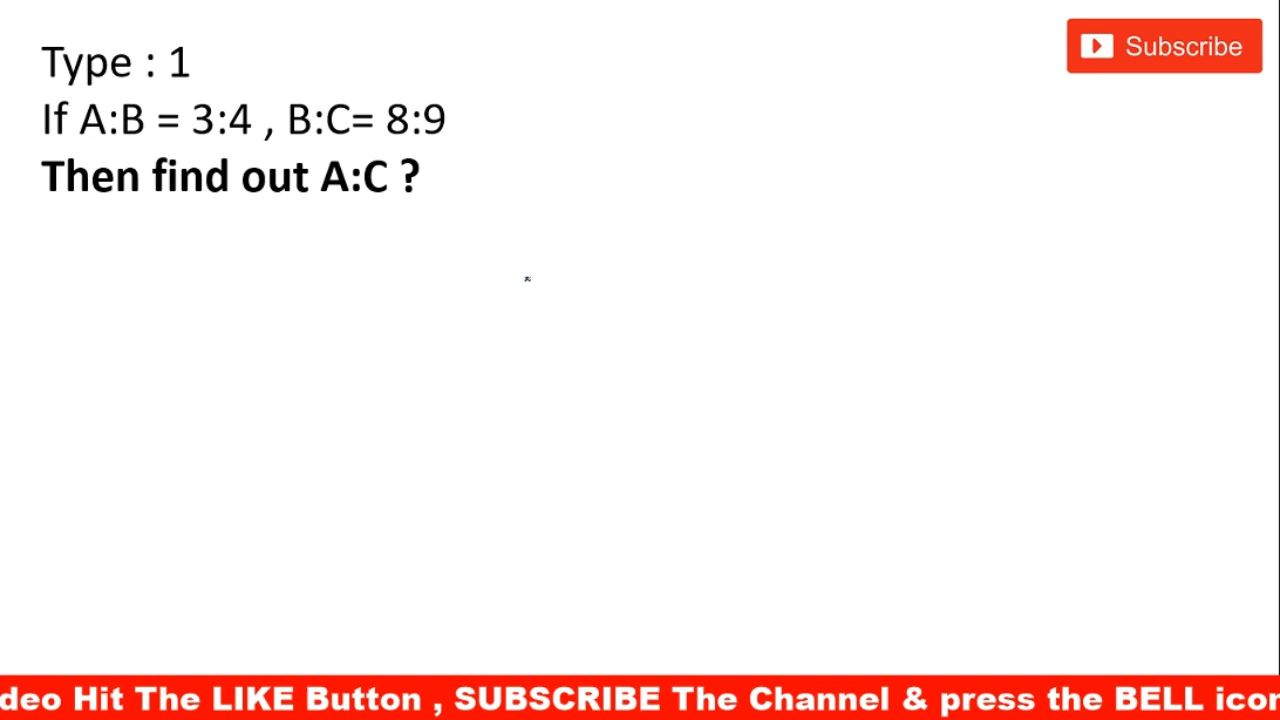 Subscribe
Type : 1
If A:B = 3:4 , B:C= 8:9
Then find out A:C ?
deo Hit The LIKE Button , SUBSCRIBE The Channel & press the BELL icon